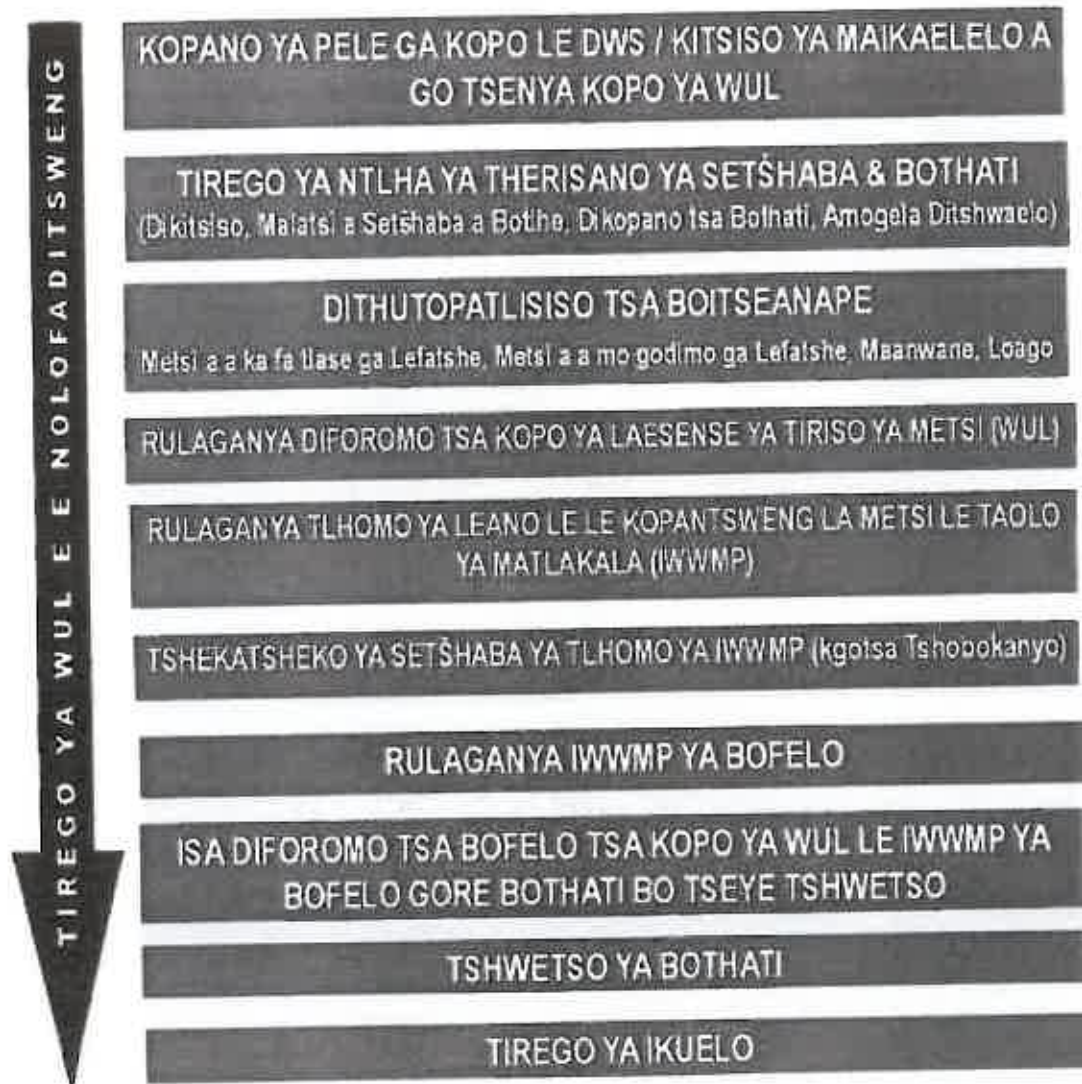 TIREGO YA WUL E E NOLOFADITSWENG
KOPANO YA PELE GA KOPO LE DWS / KITSISO YA MAIKAELELO A
GO TSENYA KOPO YA WUL
TIREGO YA NTLHA YA THERISANO YA SETŠHABA & BOTHATI
(Dikitsiso, Malatsi a Setšhaba a Botlhe, Dikopano tsa Bothati, Amogela Ditshwaelo)
DITHUTOPATLISISO TSA BOITSEANAPE
Metsi a a ka fa tlase ga Lefatshe, Metsi a a mo godimo ga Lefatshe, Maanwane, Loago
RULAGANYA DIFOROMO TSA KOPO YA LAESENSE YA TIRISO YA METSI (WUL)
RULAGANYA TLHOMO YA LEANO LE LE KOPANTSWENG LA METSI LE TAOLO
YA MATLAKALA (IWWMP)
TSHEKATSHEKO YA SETŠHABA YA TLHOMO YA IWWMP (kgotsa Tshobokanyo)
RULAGANYA IWWMP YA BOFELO
ISA DIFOROMO TSA BOFELO TSA KOPO YA WUL LE IWWMP YA
BOFELO GORE BOTHATI BO TSEYE TSHWETSO
TSHWETSO YA BOTHATI
TIREGO YA IKUELO